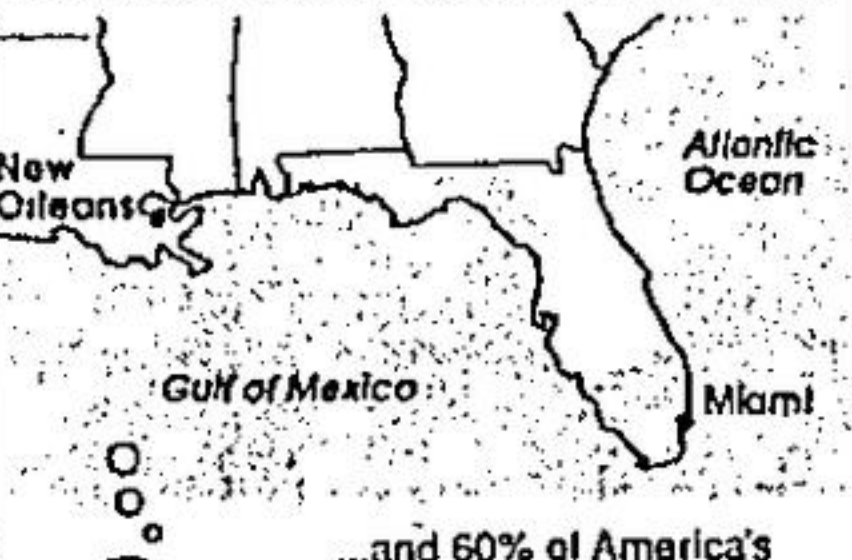 New
Orleans
Atlantic
Ocean
Gulf of Mexico
Miami
...and 60% of America's